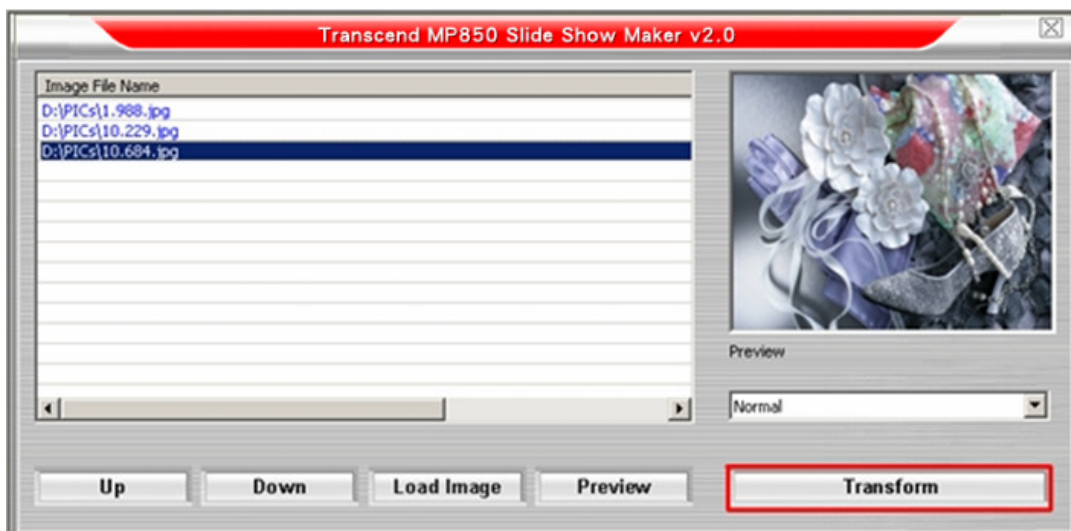 Transcend MP850 Slide Show Maker v2.0
Image File Name
D:\PICs\1.988.jpg
D:\PICs\10.229.jpg
D:\PICs\10.684.jpg
Preview
Normal
Up
Down
Load Image
Preview
Transform